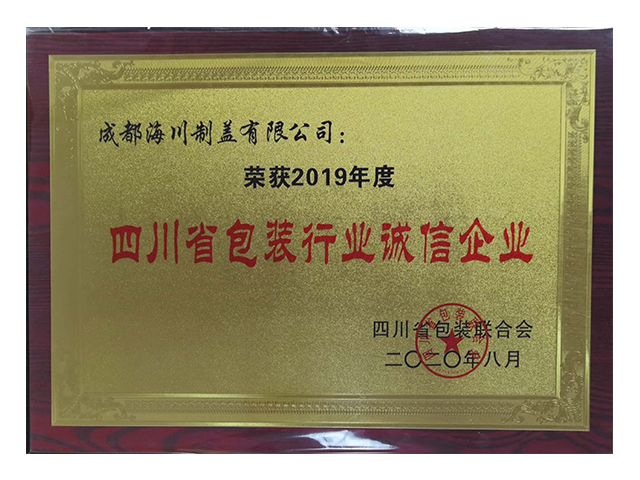 成都海川制盖有限公司：
荣获2019年度
四川省包装行业诚信企业
四川省包装联合会
二〇二〇年八月